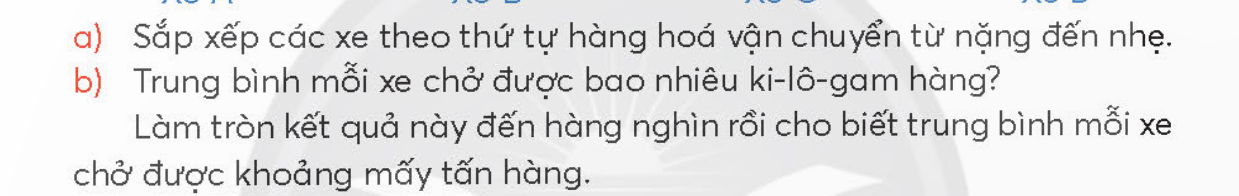 a) Sắp xếp các xe theo thứ tự hàng hoá vận chuyển từ nặng đến nhẹ.
b) Trung bình mỗi xe chở được bao nhiêu ki-lô-gam hàng?
Làm tròn kết quả này đến hàng nghìn rồi cho biết trung bình mỗi xe
chở được khoảng mấy tấn hàng.